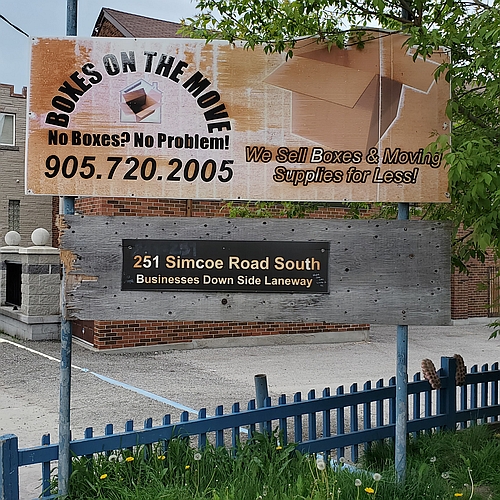 BOXES ON THE MOVE
No Boxes? No Problem!
905.720.2005
We Sell Boxes & Moving
Supplies for Less!
251 Simcoe Road South
Businesses Down Side Laneway